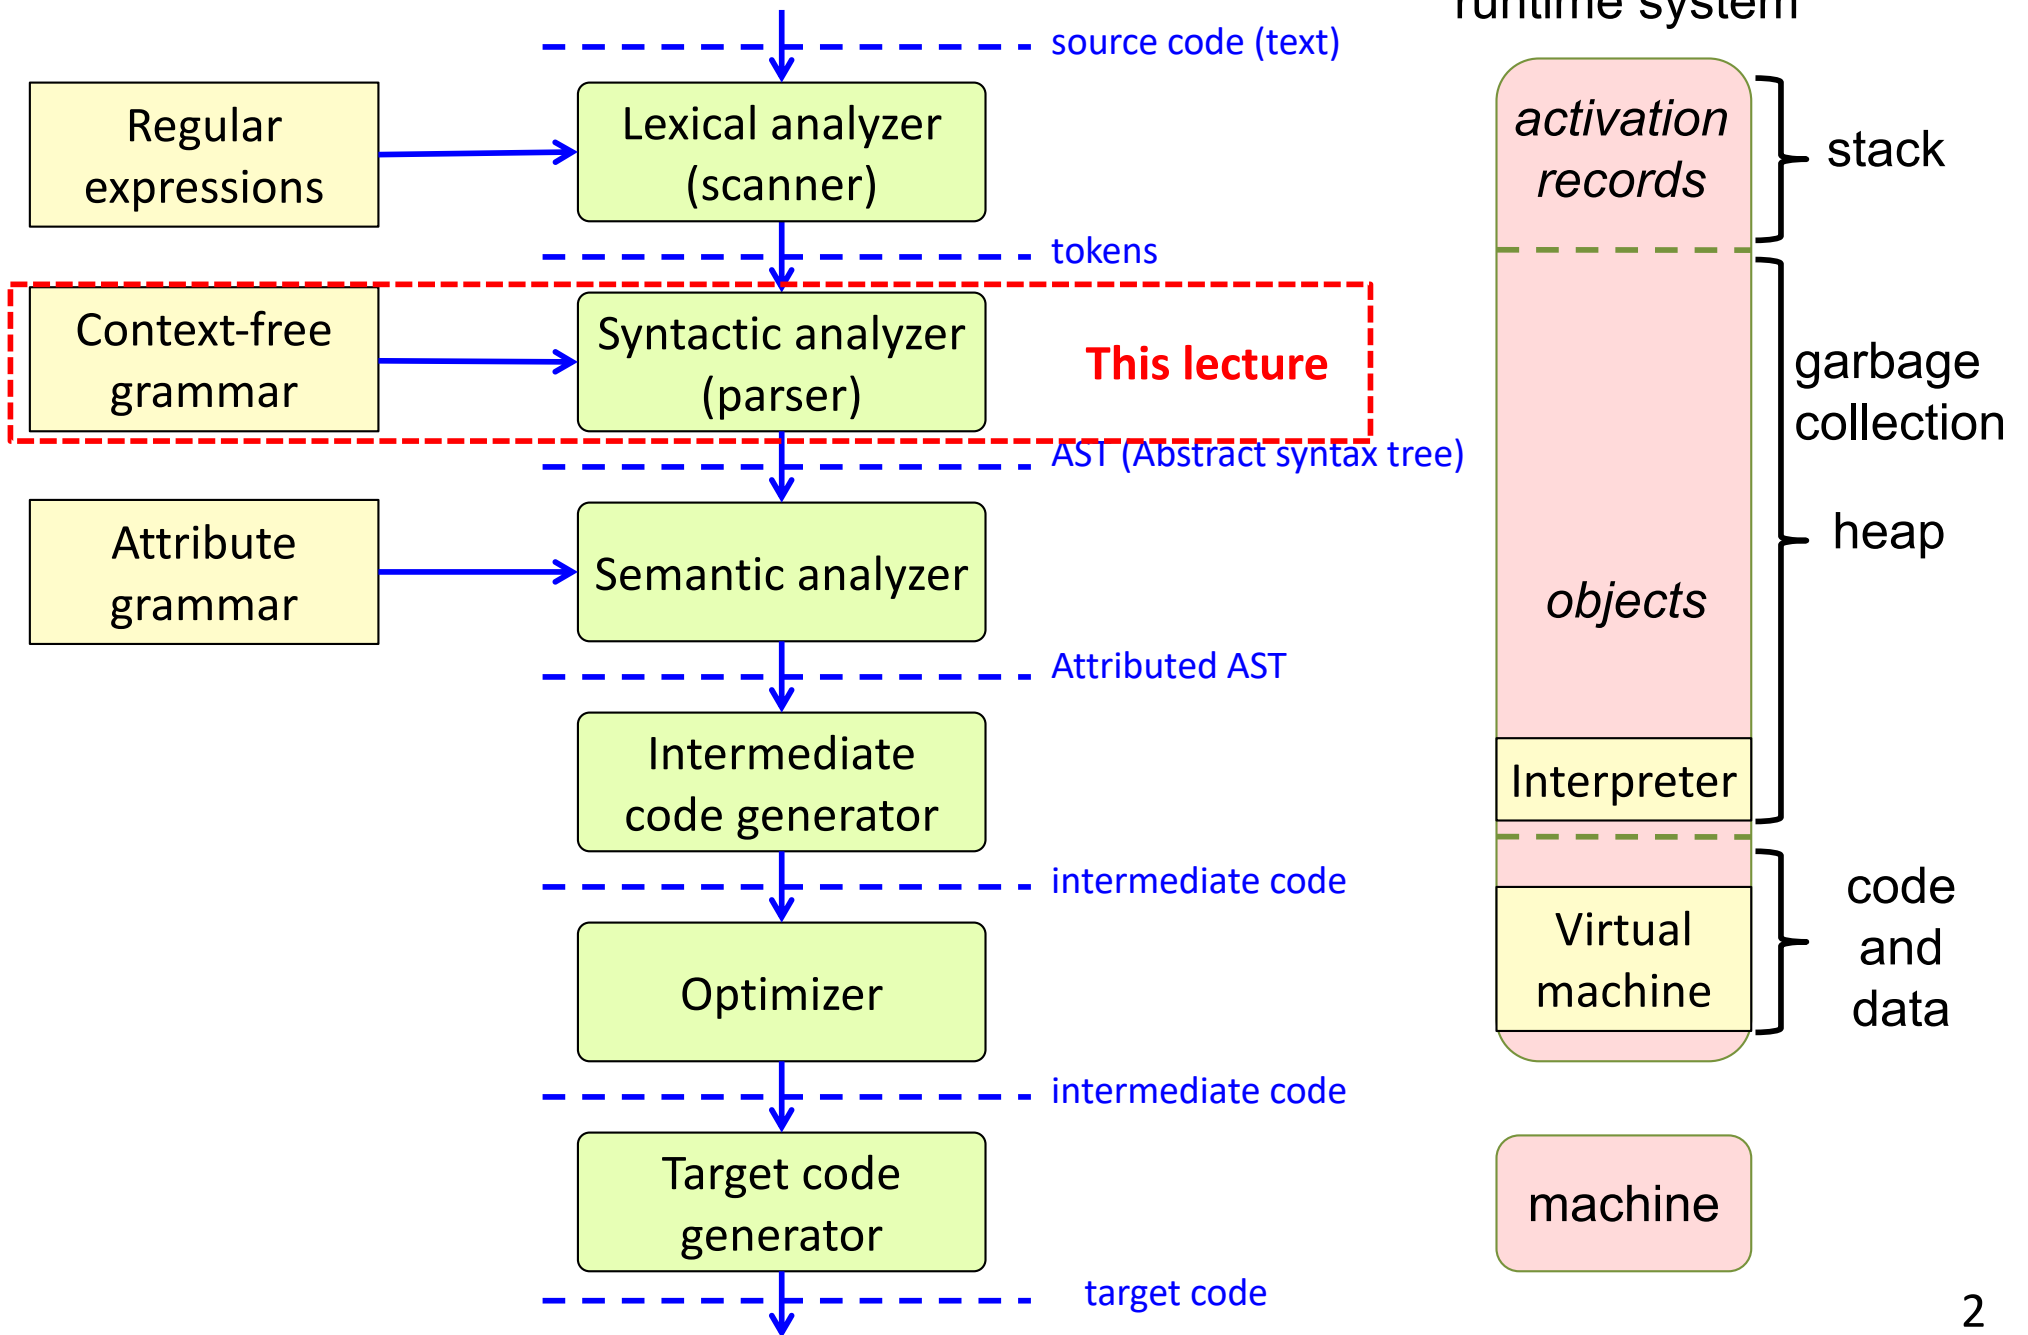 runtime system
source code (text)
Regular
expressions
Lexical analyzer
(scanner)
tokens
Context-free
grammar
Syntactic analyzer
(parser)
This lecture
AST (Abstract syntax tree)
Attribute
grammar
Semantic analyzer
Attributed AST
Intermediate
code generator
intermediate code
Optimizer
intermediate code
Target code
generator
target code
activation
records
stack
garbage
collection
heap
objects
Interpreter
Virtual
machine
code
and
data
machine
2